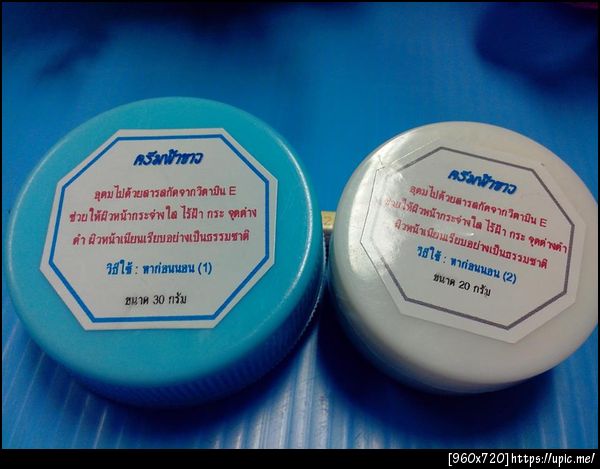 ครีมฟ้าขาว
อุดมไปด้วยสารสกัดจากวิตามิน E
ช่วยให้ผิวหน้ากระจ่างใส ไร้ฝ้า กระ จุดด่าง
ดำ ผิวหน้าเนียนเรียบอย่างเป็นธรรมชาติ
วิธีใช้ : ทาก่อนนอน (1)
ขนาด 30 กรัม
ครีมฟ้าขาว
อุดมไปด้วยสารสกัดจากวิตามิน E
ช่วยให้ผิวหน้ากระจ่างใส ไร้ฝ้า กระ จุดด่างดำ
ผิวหน้าเนียนเรียบอย่างเป็นธรรมชาติ
วิธีใช้ : ทาก่อนนอน (2)
ขนาด 20 กรัม
[960x720]https://upic.me/